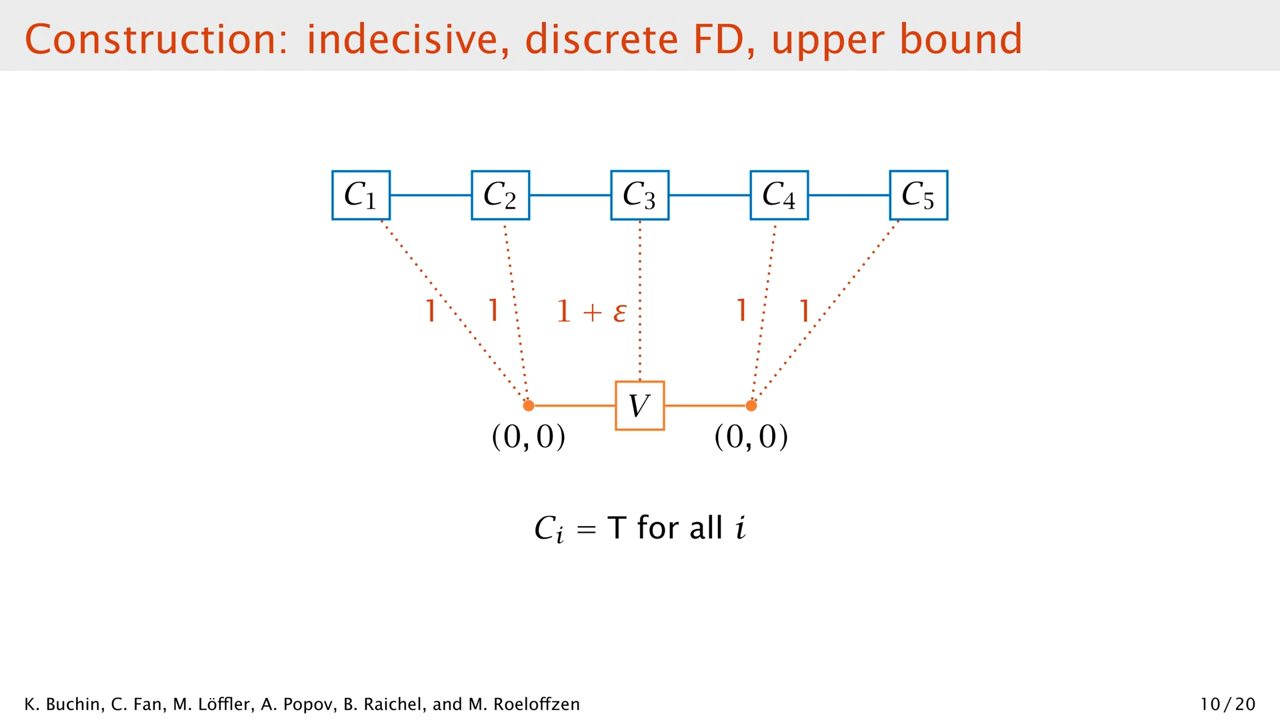 Construction: indecisive, discrete FD, upper bound
C₁ C₂ C₃ C₄ C₅
1 1 1 + ε 1 1
V
(0, 0) (0, 0)
Cᵢ = T for all i
K. Buchin, C. Fan, M. Löffler, A. Popov, B. Raichel, and M. Roeloffzen 10 / 20